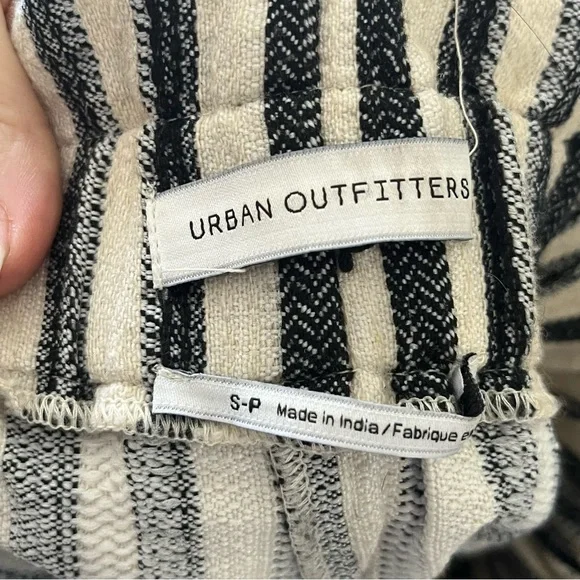 URBAN OUTFITTERS
S-P Made in India/Fabrique